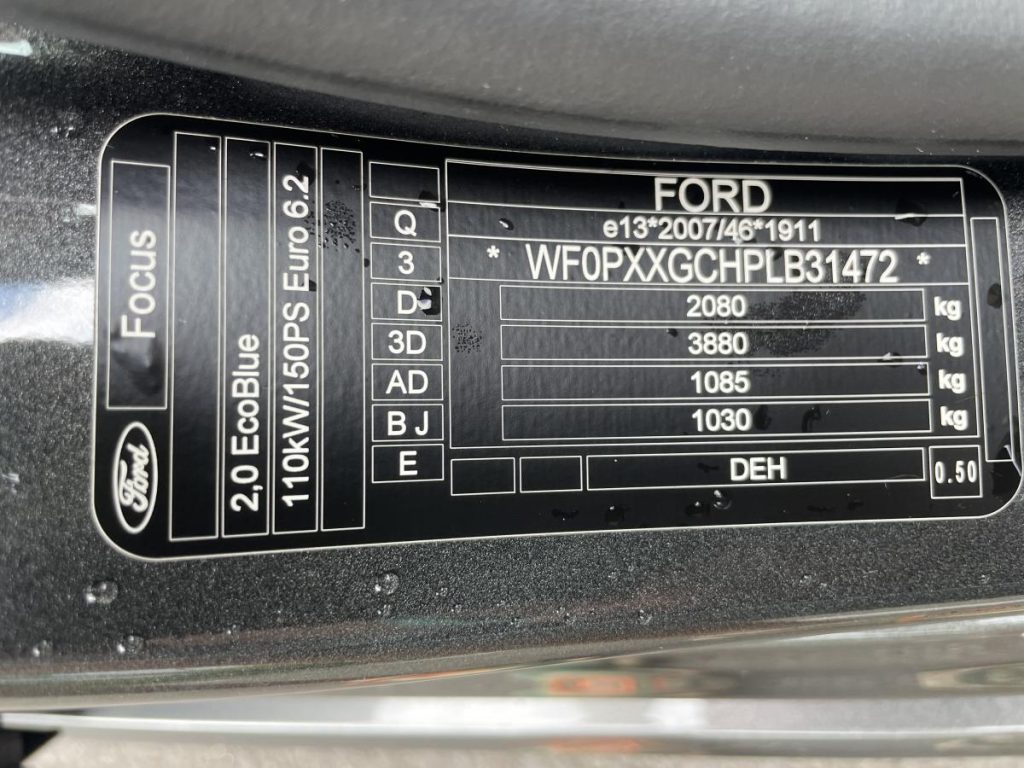 Focus
Ford
2,0 EcoBlue
110kW/150PS Euro 6.2
FORD
Q
e13*2007/46*1911
3
* WF0PXXGCHPLB31472 *
D
2080 kg
3D
3880 kg
AD
1085 kg
B J
1030 kg
E
DEH
0.50